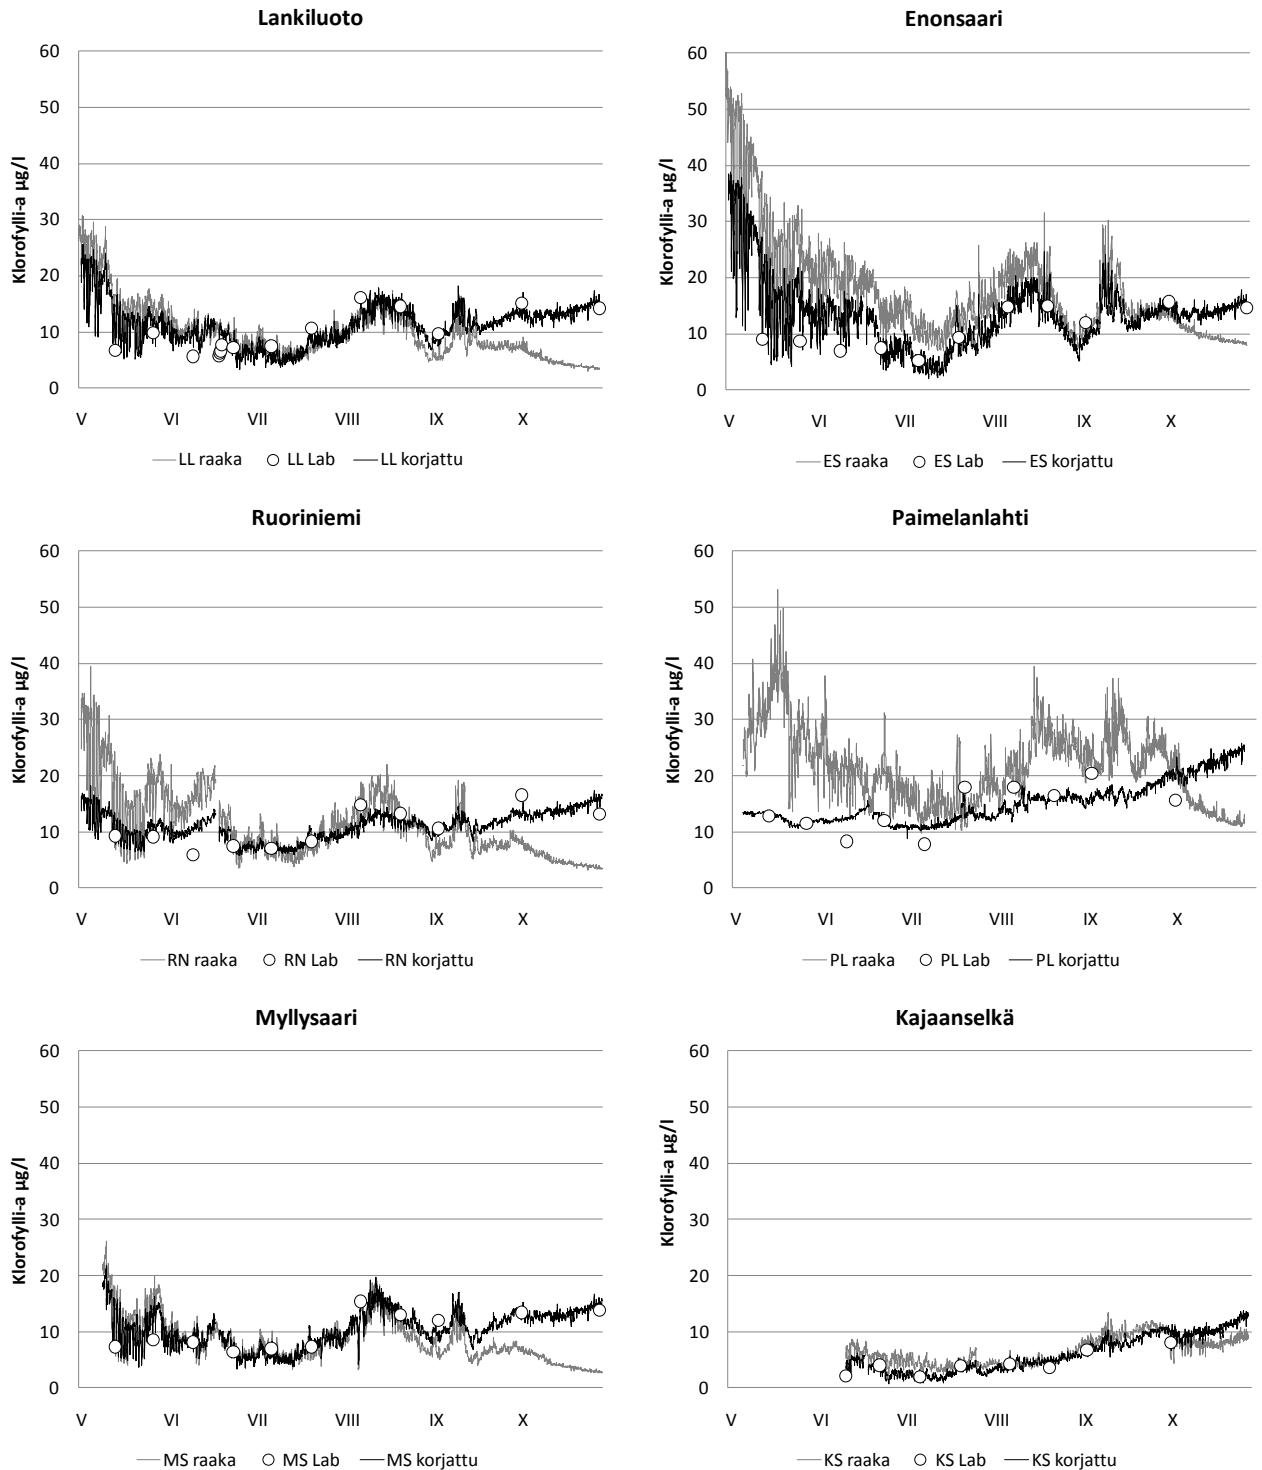 Lankiluoto
Klorofylli-a µg/l
60
50
40
30
20
10
0
V VI VII VIII IX X
LL raaka LL Lab LL korjattu
Enonsaari
Klorofylli-a µg/l
60
50
40
30
20
10
0
V VI VII VIII IX X
ES raaka ES Lab ES korjattu
Ruoriniemi
Klorofylli-a µg/l
60
50
40
30
20
10
0
V VI VII VIII IX X
RN raaka RN Lab RN korjattu
Paimelanlahti
Klorofylli-a µg/l
60
50
40
30
20
10
0
V VI VII VIII IX X
PL raaka PL Lab PL korjattu
Myllysaari
Klorofylli-a µg/l
60
50
40
30
20
10
0
V VI VII VIII IX X
MS raaka MS Lab MS korjattu
Kajaanselkä
Klorofylli-a µg/l
60
50
40
30
20
10
0
V VI VII VIII IX X
KS raaka KS Lab KS korjattu